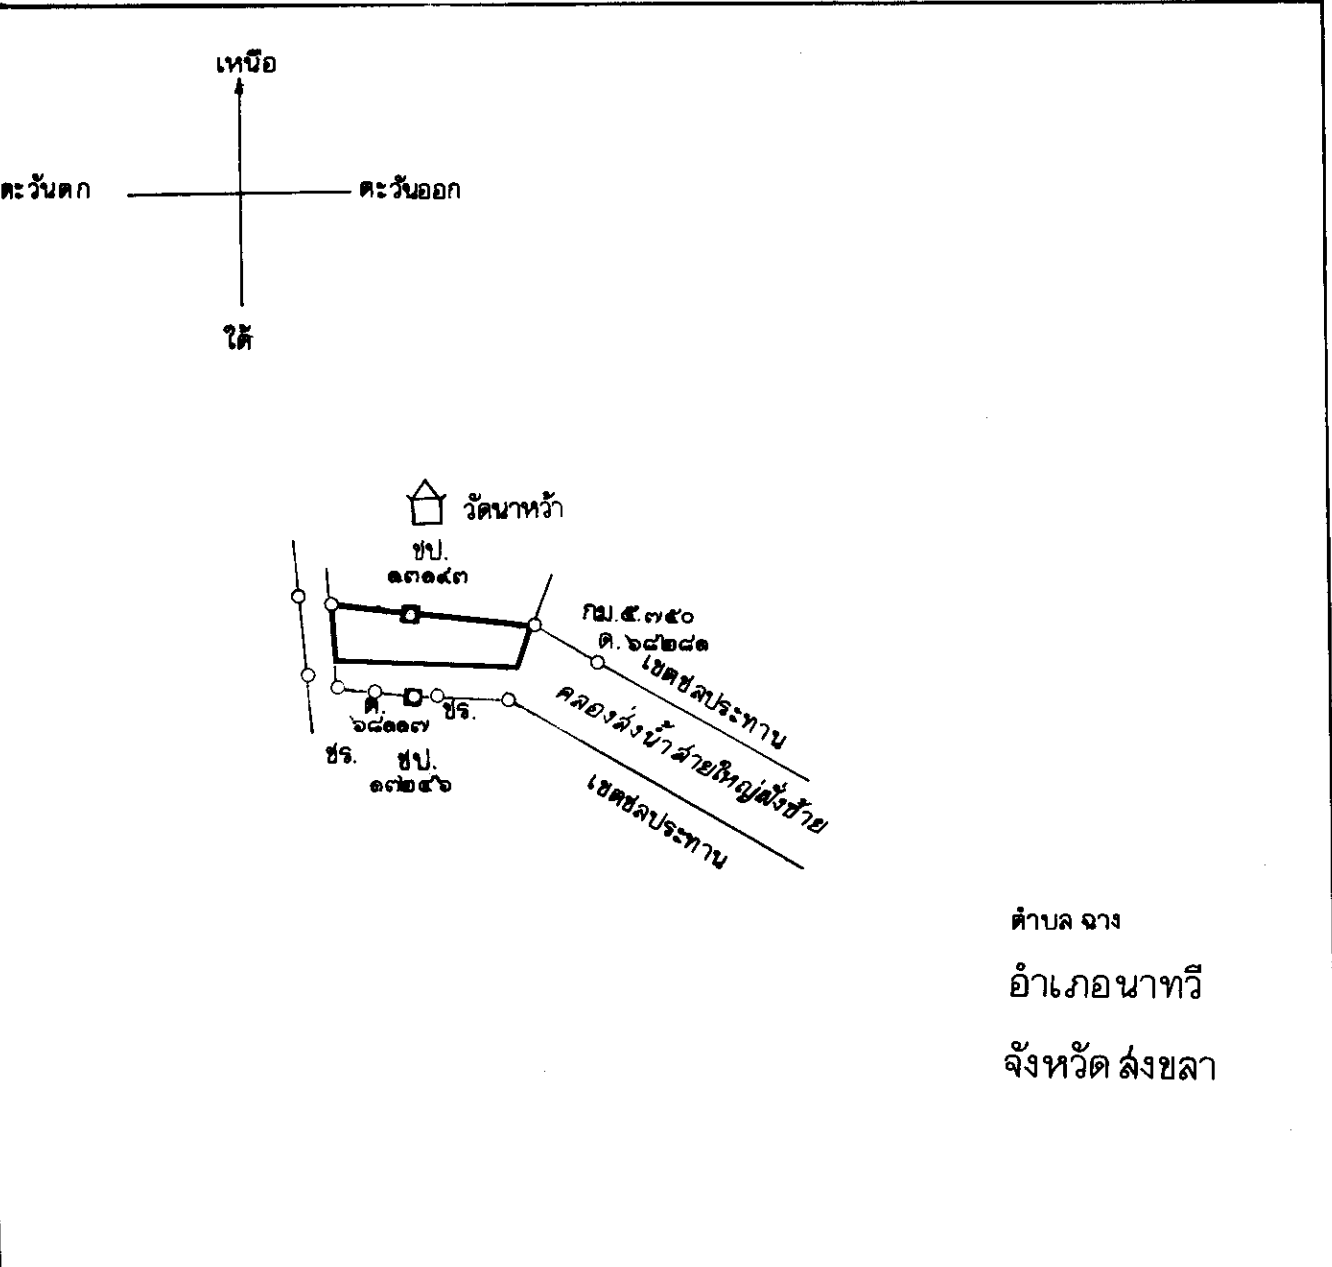 เหนือ
ตะวันตก
ตะวันออก
ใต้
วัดนาหว้า
ชป.
๑๓๑๙๓
กม.๕.๗๕๐
ด.๖๘๒๘๑
เขตชลประทาน
คลองส่งน้ำสายใหญ่ฝั่งซ้าย
เขตชลประทาน
ด.
๖๘๑๑๗
ชร.
ชร.
ชป.
๑๗๒๕๖
ตำบล ฉาง
อำเภอนาทวี
จังหวัด สงขลา